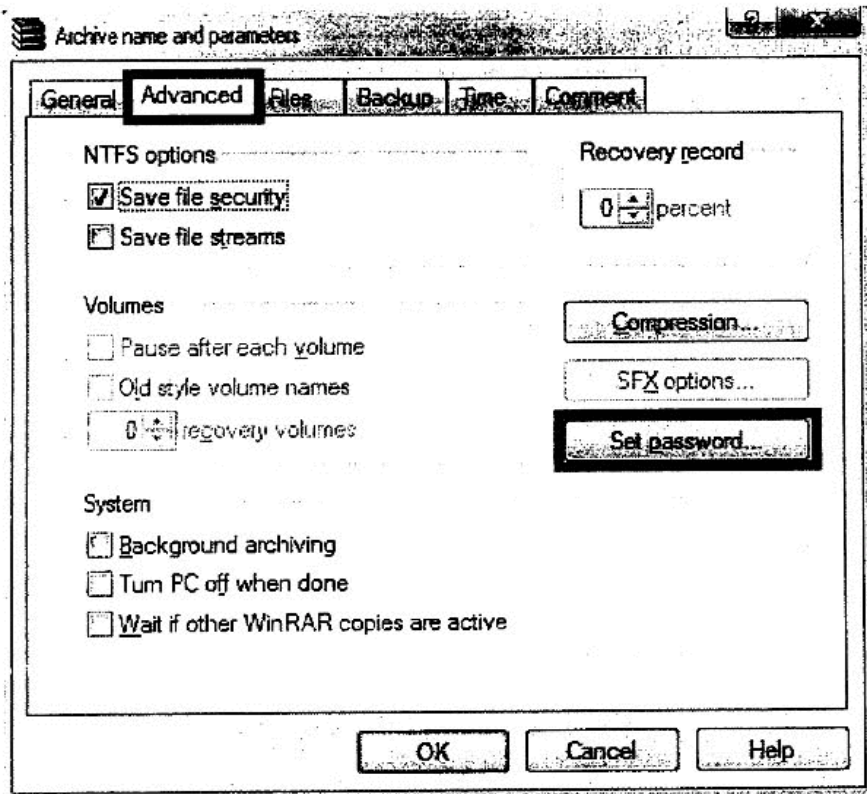 Archive name and parameters
General Advanced Files Backup Time Comment
NTFS options
Save file security
Save file streams
Recovery record
0 percent
Volumes
Pause after each volume
Old style volume names
0 recovery volumes
Compression...
SFX options...
Set password...
System
Background archiving
Turn PC off when done
Wait if other WinRAR copies are active
OK Cancel Help